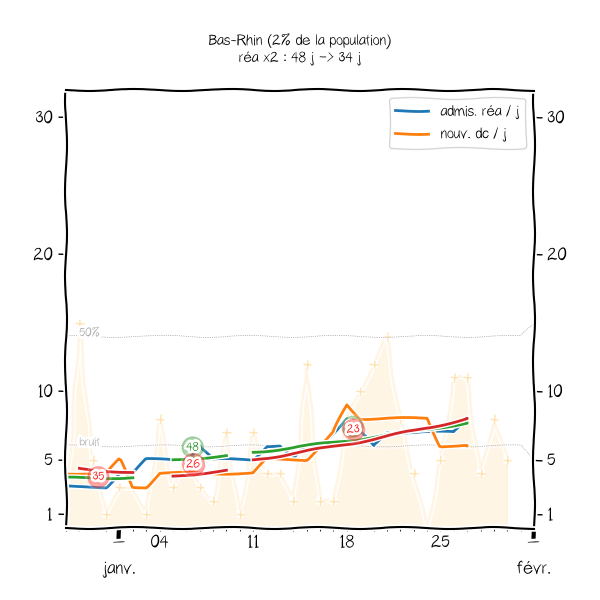 Bas-Rhin (2% de la population)
réa x2 : 48 j -> 34 j
admis. réa / j
nouv. dc / j
30
30
20
20
50%
10
10
bruit
48
23
26
35
5
5
1
1
04
11
18
25
janv.
févr.